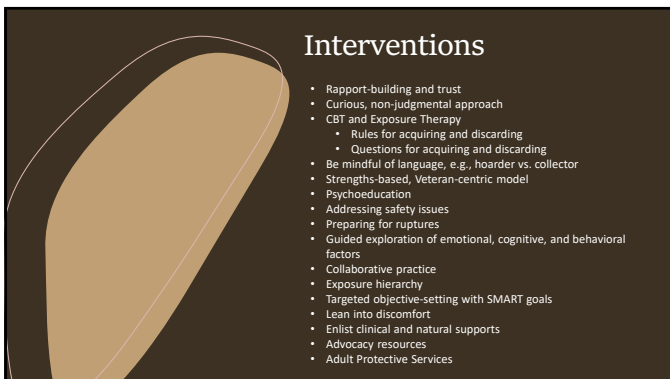 Interventions
• Rapport-building and trust
• Curious, non-judgmental approach
• CBT and Exposure Therapy
• Rules for acquiring and discarding
• Questions for acquiring and discarding
• Be mindful of language, e.g., hoarder vs. collector
• Strengths-based, Veteran-centric model
• Psychoeducation
• Addressing safety issues
• Preparing for ruptures
• Guided exploration of emotional, cognitive, and behavioral
factors
• Collaborative practice
• Exposure hierarchy
• Targeted objective-setting with SMART goals
• Lean into discomfort
• Enlist clinical and natural supports
• Advocacy resources
• Adult Protective Services